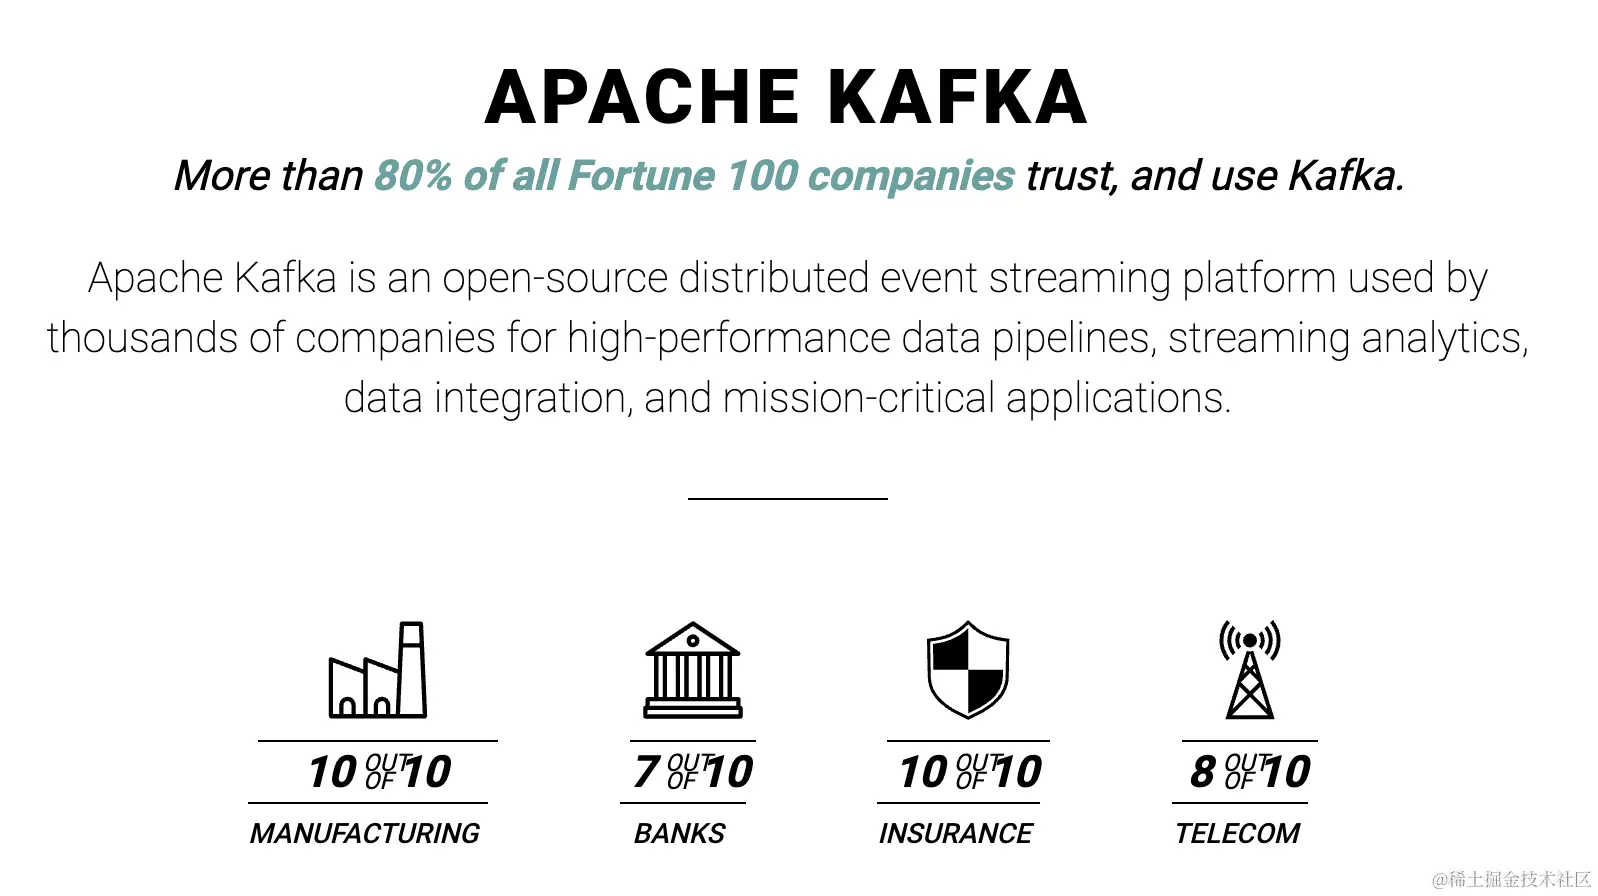 APACHE KAFKA
More than 80% of all Fortune 100 companies trust, and use Kafka.
Apache Kafka is an open-source distributed event streaming platform used by
thousands of companies for high-performance data pipelines, streaming analytics,
data integration, and mission-critical applications.
10 OUT OF 10
MANUFACTURING
7 OUT OF 10
BANKS
10 OUT OF 10
INSURANCE
8 OUT OF 10
TELECOM
@稀土掘金技术社区